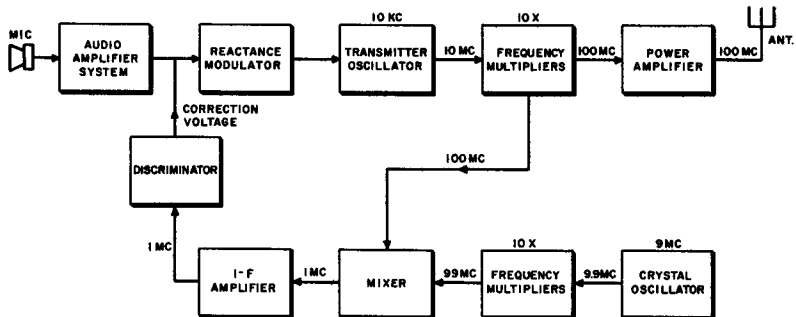 MIC
AUDIO
AMPLIFIER
SYSTEM
REACTANCE
MODULATOR
10 KC
TRANSMITTER
OSCILLATOR
10 MC
10 X
FREQUENCY
MULTIPLIERS
100 MC
POWER
AMPLIFIER
100 MC
ANT.
CORRECTION
VOLTAGE
DISCRIMINATOR
100 MC
1 MC
I-F
AMPLIFIER
1 MC
MIXER
99 MC
10 X
FREQUENCY
MULTIPLIERS
9.9 MC
9 MC
CRYSTAL
OSCILLATOR